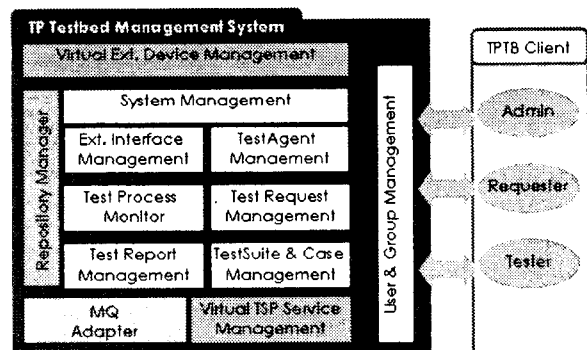 TP Testbed Management System
Virtual Ext. Device Management
Repository Manager
System Management
Ext. Interface
Management
TestAgent
Manaement
Test Process
Monitor
Test Request
Management
Test Report
Management
TestSuite & Case
Management
MQ
Adapter
Virtual TSP Service
Management
User & Group Management
TPTB Client
Admin
Requester
Tester